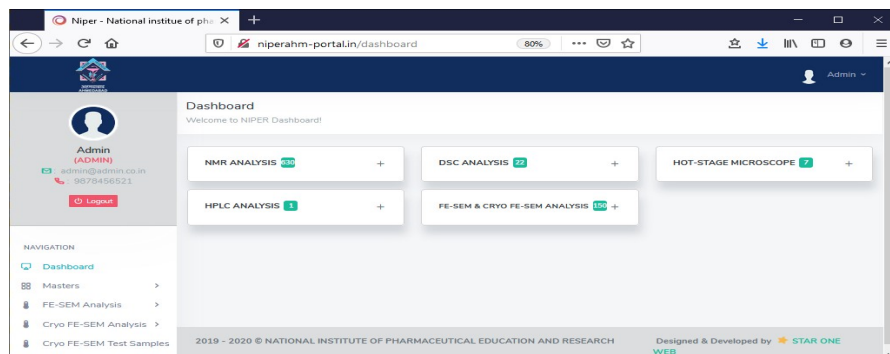 Niper - National institue of pha
niperahm-portal.in/dashboard
80%
AHMEDABAD
Admin
Admin
(ADMIN)
: admin@admin.co.in
: 9878456521
Logout
NAVIGATION
Dashboard
Masters
FE-SEM Analysis
Cryo FE-SEM Analysis
Cryo FE-SEM Test Samples
Dashboard
Welcome to NIPER Dashboard!
NMR ANALYSIS 630 +
DSC ANALYSIS 22 +
HOT-STAGE MICROSCOPE 7 +
HPLC ANALYSIS 1 +
FE-SEM & CRYO FE-SEM ANALYSIS 150 +
2019 - 2020 © NATIONAL INSTITUTE OF PHARMACEUTICAL EDUCATION AND RESEARCH
Designed & Developed by STAR ONE
WEB